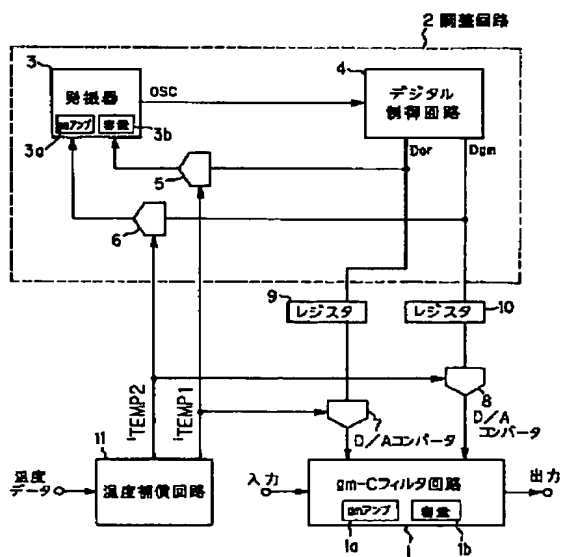 2 調整回路
3
発振器
gmアンプ
容量
3a
3b
OSC
4
デジタル
制御回路
Dor
Dgm
5
6
9
レジスタ
レジスタ
10
iTEMP2
iTEMP1
7
D/Aコンバータ
8
D/A
コンバータ
温度
データ
11
温度補償回路
入力
gm-Cフィルタ回路
gmアンプ
容量
1a
1b
1
出力